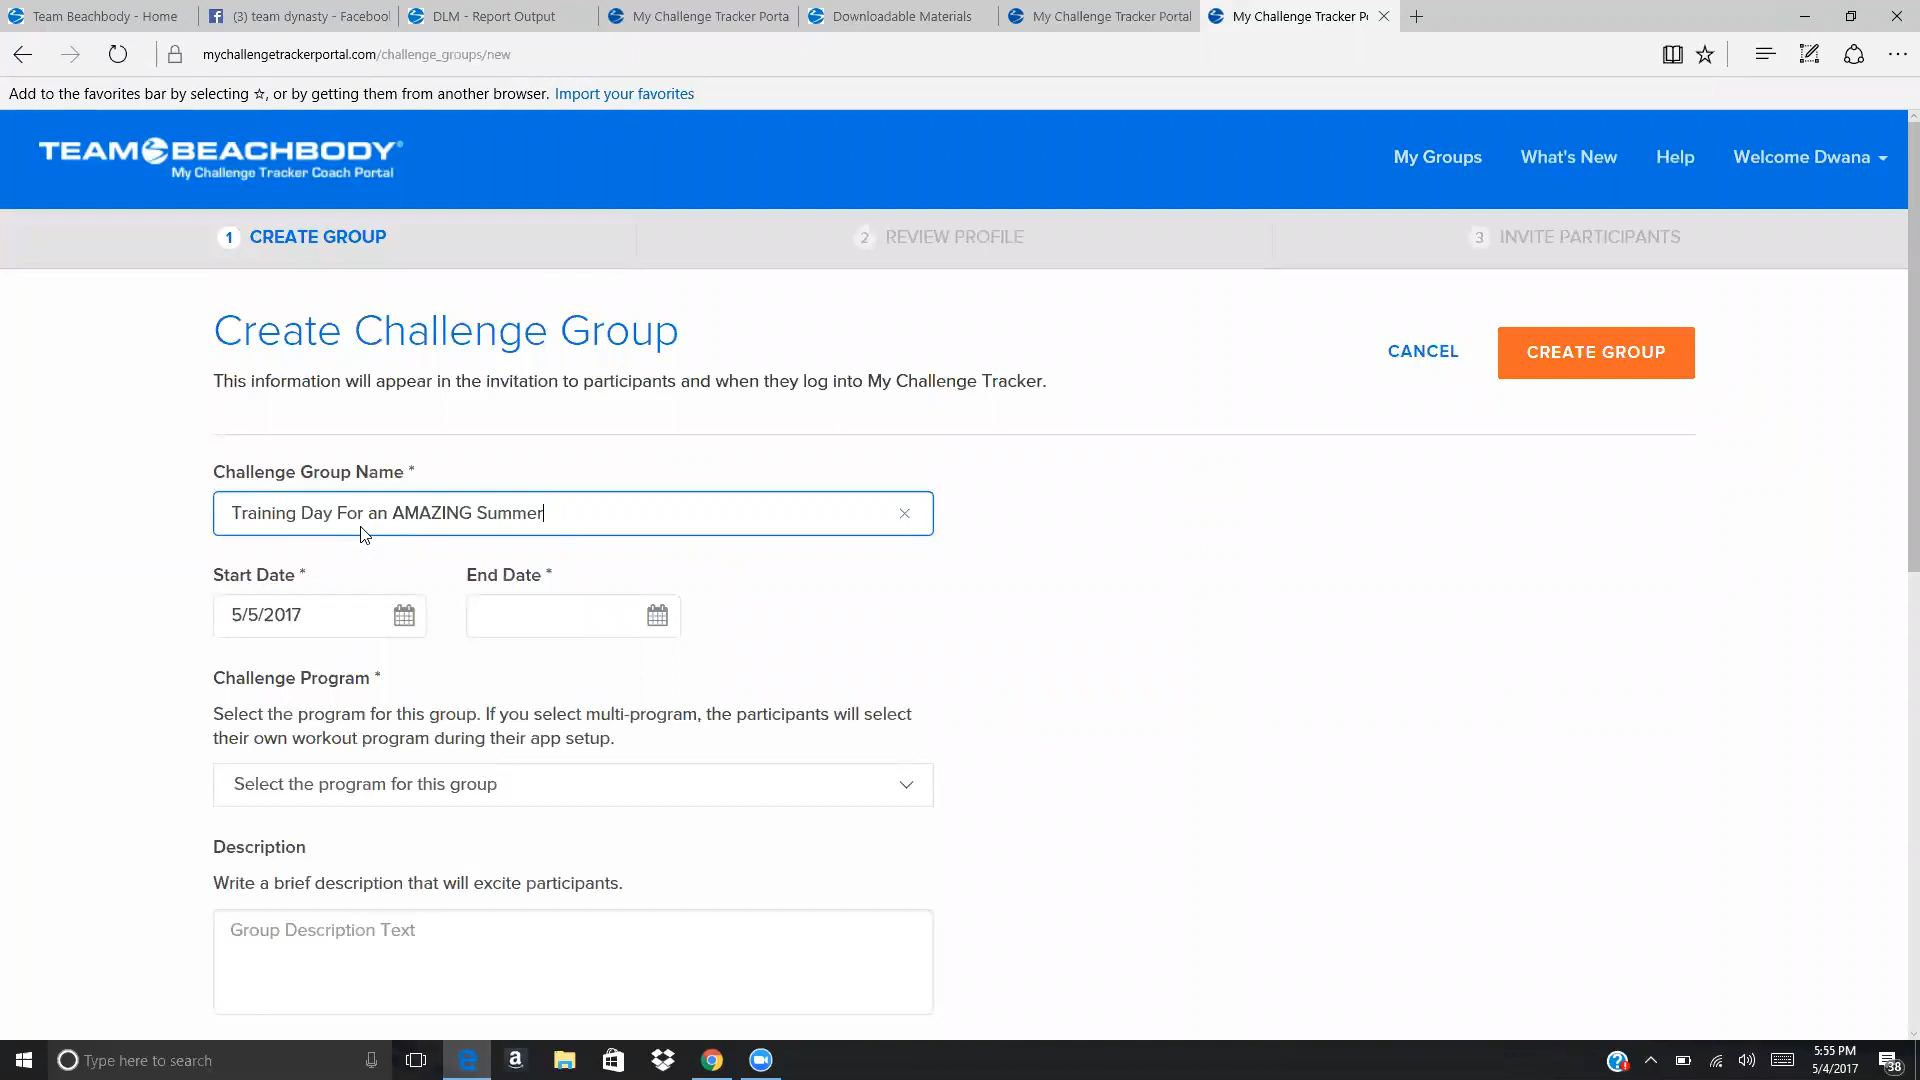 Team Beachbody - Home
(3) team dynasty - Facebool
DLM - Report Output
My Challenge Tracker Porta
Downloadable Materials
My Challenge Tracker Portal
My Challenge Tracker P
mychallengetrackerportal.com/challenge_groups/new
Add to the favorites bar by selecting ☆, or by getting them from another browser. Import your favorites
TEAM BEACHBODY®
My Challenge Tracker Coach Portal
My Groups
What's New
Help
Welcome Dwana
1 CREATE GROUP
2 REVIEW PROFILE
3 INVITE PARTICIPANTS
Create Challenge Group
CANCEL
CREATE GROUP
This information will appear in the invitation to participants and when they log into My Challenge Tracker.
Challenge Group Name *
Training Day For an AMAZING Summer
Start Date *
End Date *
5/5/2017
Challenge Program *
Select the program for this group. If you select multi-program, the participants will select
their own workout program during their app setup.
Select the program for this group
Description
Write a brief description that will excite participants.
Group Description Text
Type here to search
5:55 PM
5/4/2017
38